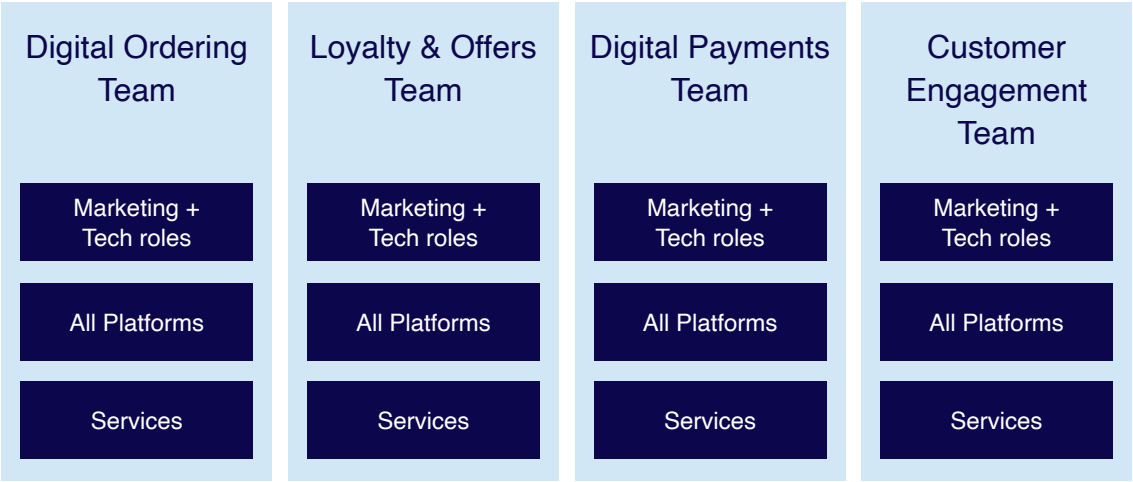 Digital Ordering
Team
Marketing +
Tech roles
All Platforms
Services
Loyalty & Offers
Team
Marketing +
Tech roles
All Platforms
Services
Digital Payments
Team
Marketing +
Tech roles
All Platforms
Services
Customer
Engagement
Team
Marketing +
Tech roles
All Platforms
Services